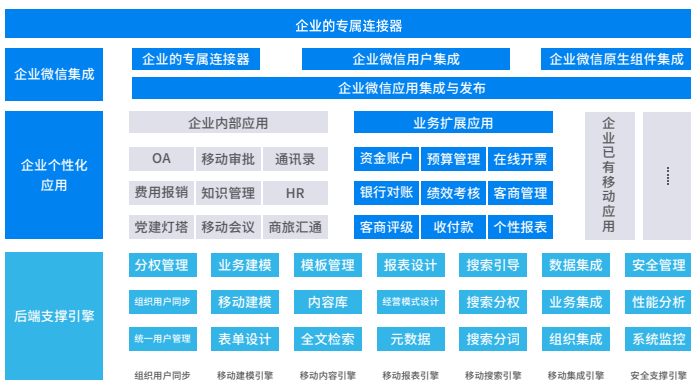 企业的专属连接器
企业微信集成
企业的专属连接器 企业微信用户集成 企业微信原生组件集成
企业微信应用集成与发布
企业个性化
应用
企业内部应用 业务扩展应用
OA 移动审批 通讯录 资金账户 预算管理 在线开票
费用报销 知识管理 HR 银行对账 绩效考核 客商管理
党建灯塔 移动会议 商旅汇通 客商评级 收付款 个性报表
企业已有移动应用
后端支撑引擎
分权管理 业务建模 模板管理 报表设计 搜索引导 数据集成 安全管理
组织用户同步 移动建模 内容库 经营模式设计 搜索分权 业务集成 性能分析
统一用户管理 表单设计 全文检索 元数据 搜索分词 组织集成 系统监控
组织用户同步 移动建模引擎 移动内容引擎 移动报表引擎 移动搜索引擎 移动集成引擎 安全支撑引擎